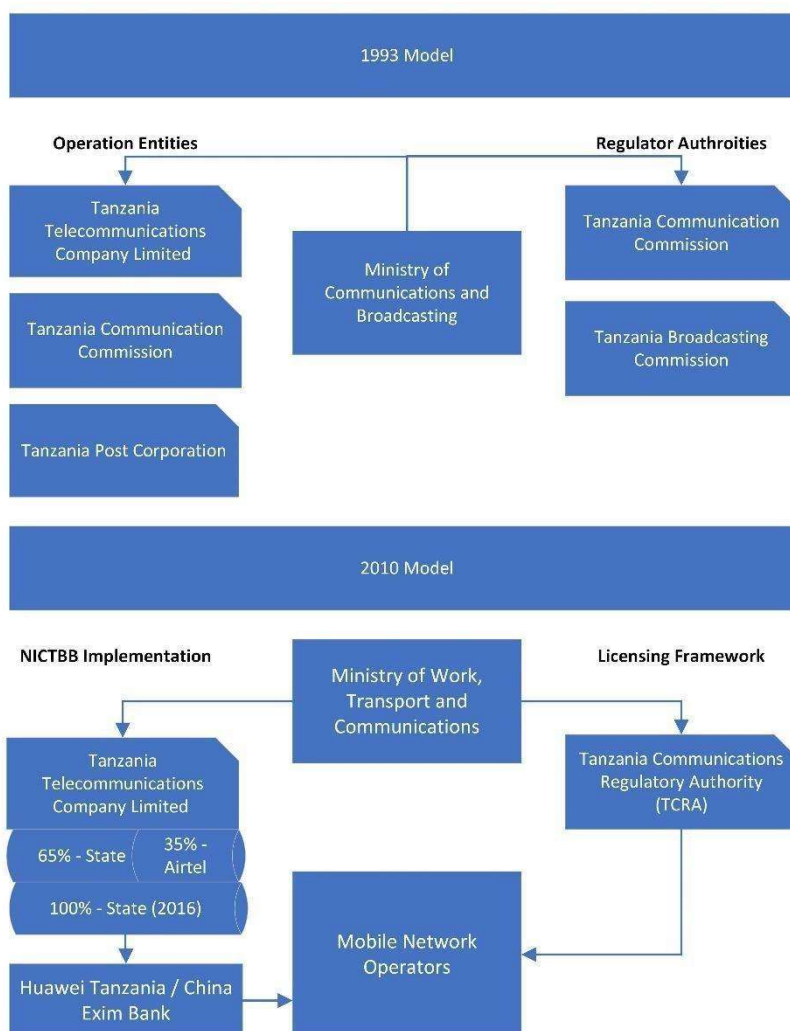 1993 Model
Operation Entities
Regulator Authroities
Tanzania
Telecommunications
Company Limited
Ministry of
Communications and
Broadcasting
Tanzania Communication
Commission
Tanzania Communication
Commission
Tanzania Broadcasting
Commission
Tanzania Post Corporation
2010 Model
NICTBB Implementation
Ministry of Work,
Transport and
Communications
Licensing Framework
Tanzania
Telecommunications
Company Limited
65% - State
35% -
Airtel
100% - State (2016)
Tanzania Communications
Regulatory Authority
(TCRA)
Huawei Tanzania / China
Exim Bank
Mobile Network
Operators